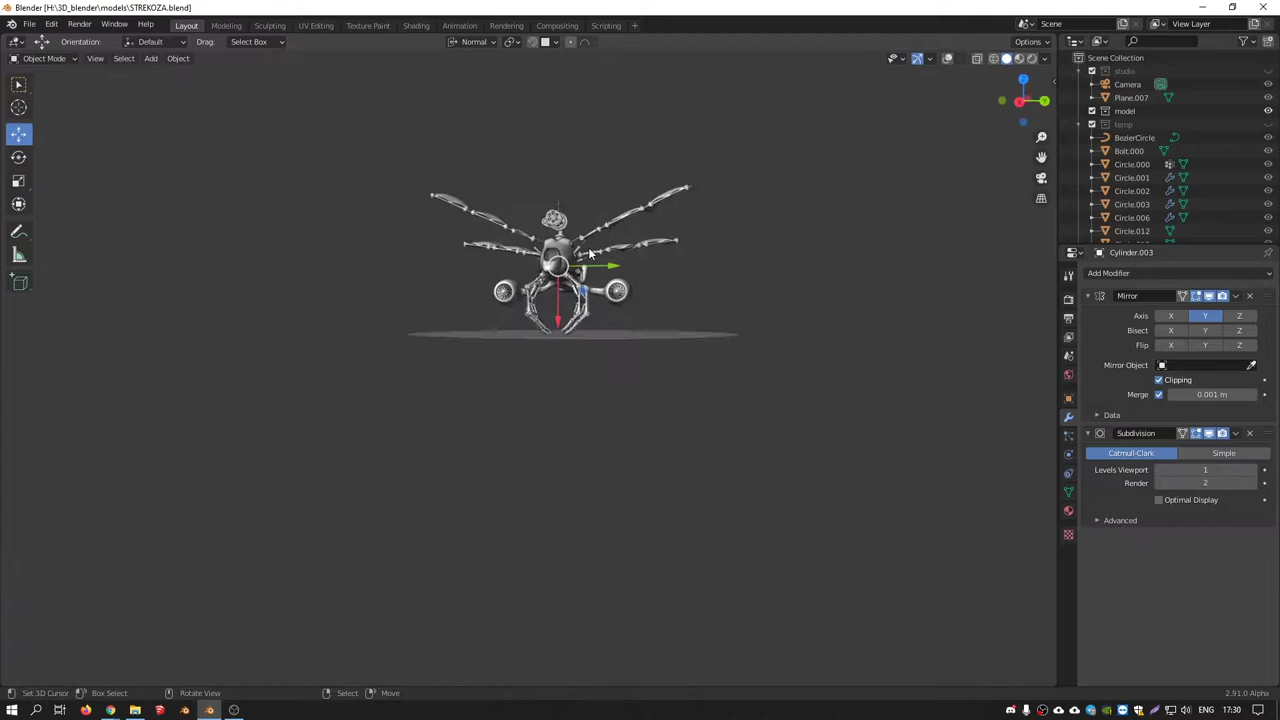 Blender [H:\3D_blender\models\STREKOZA.blend]
File Edit Render Window Help Layout Modeling Sculpting UV Editing Texture Paint Shading Animation Rendering Compositing Scripting + Scene View Layer
Orientation: Default Drag: Select Box Normal Options
Object Mode View Select Add Object
Scene Collection
studio
Camera
Plane.007
model
temp
BezierCircle
Bolt.000
Circle.000
Circle.001
Circle.002
Circle.003
Circle.006
Circle.012
Cylinder.003
Add Modifier
Mirror
Axis X Y Z
Bisect X Y Z
Flip X Y Z
Mirror Object
Clipping
Merge 0.001 m
Data
Subdivision
Catmull-Clark Simple
Levels Viewport 1
Render 2
Optimal Display
Advanced
Set 3D Cursor Box Select Rotate View Select Move 2.91.0 Alpha
ENG 17:30